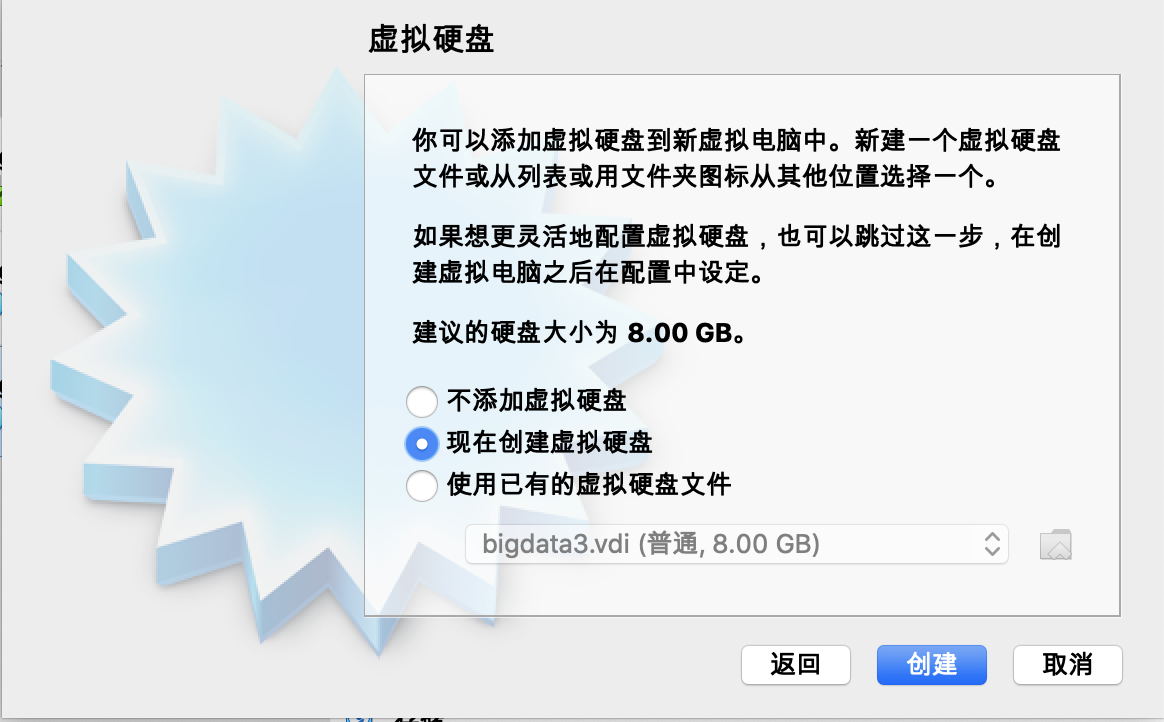 虚拟硬盘
你可以添加虚拟硬盘到新虚拟电脑中。新建一个虚拟硬盘
文件或从列表或用文件夹图标从其他位置选择一个。
如果想更灵活地配置虚拟硬盘，也可以跳过这一步，在创
建虚拟电脑之后在配置中设定。
建议的硬盘大小为 8.00 GB。
不添加虚拟硬盘
现在创建虚拟硬盘
使用已有的虚拟硬盘文件
bigdata3.vdi (普通, 8.00 GB)
返回 创建 取消